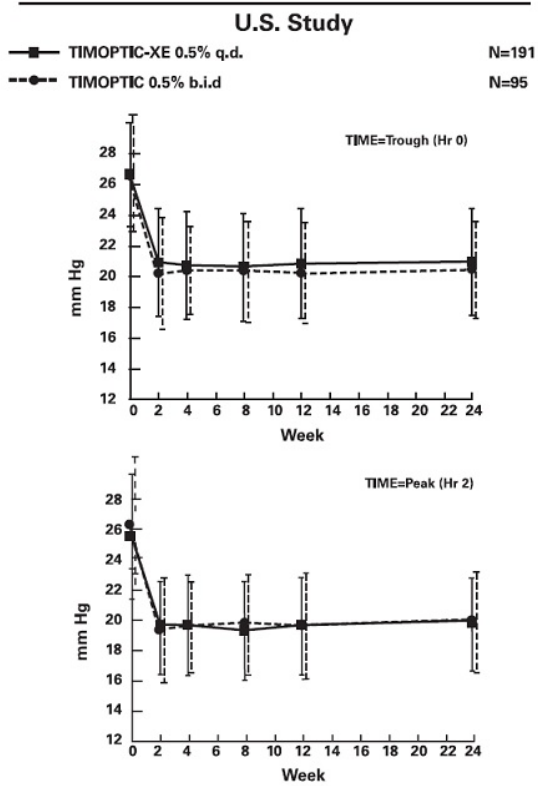 U.S. Study
TIMOPTIC-XE 0.5% q.d. N=191
TIMOPTIC 0.5% b.i.d N=95
TIME=Trough (Hr 0)
mm Hg
28
26
24
22
20
18
16
14
12
0 2 4 6 8 10 12 14 16 18 20 22 24
Week
TIME=Peak (Hr 2)
mm Hg
28
26
24
22
20
18
16
14
12
0 2 4 6 8 10 12 14 16 18 20 22 24
Week